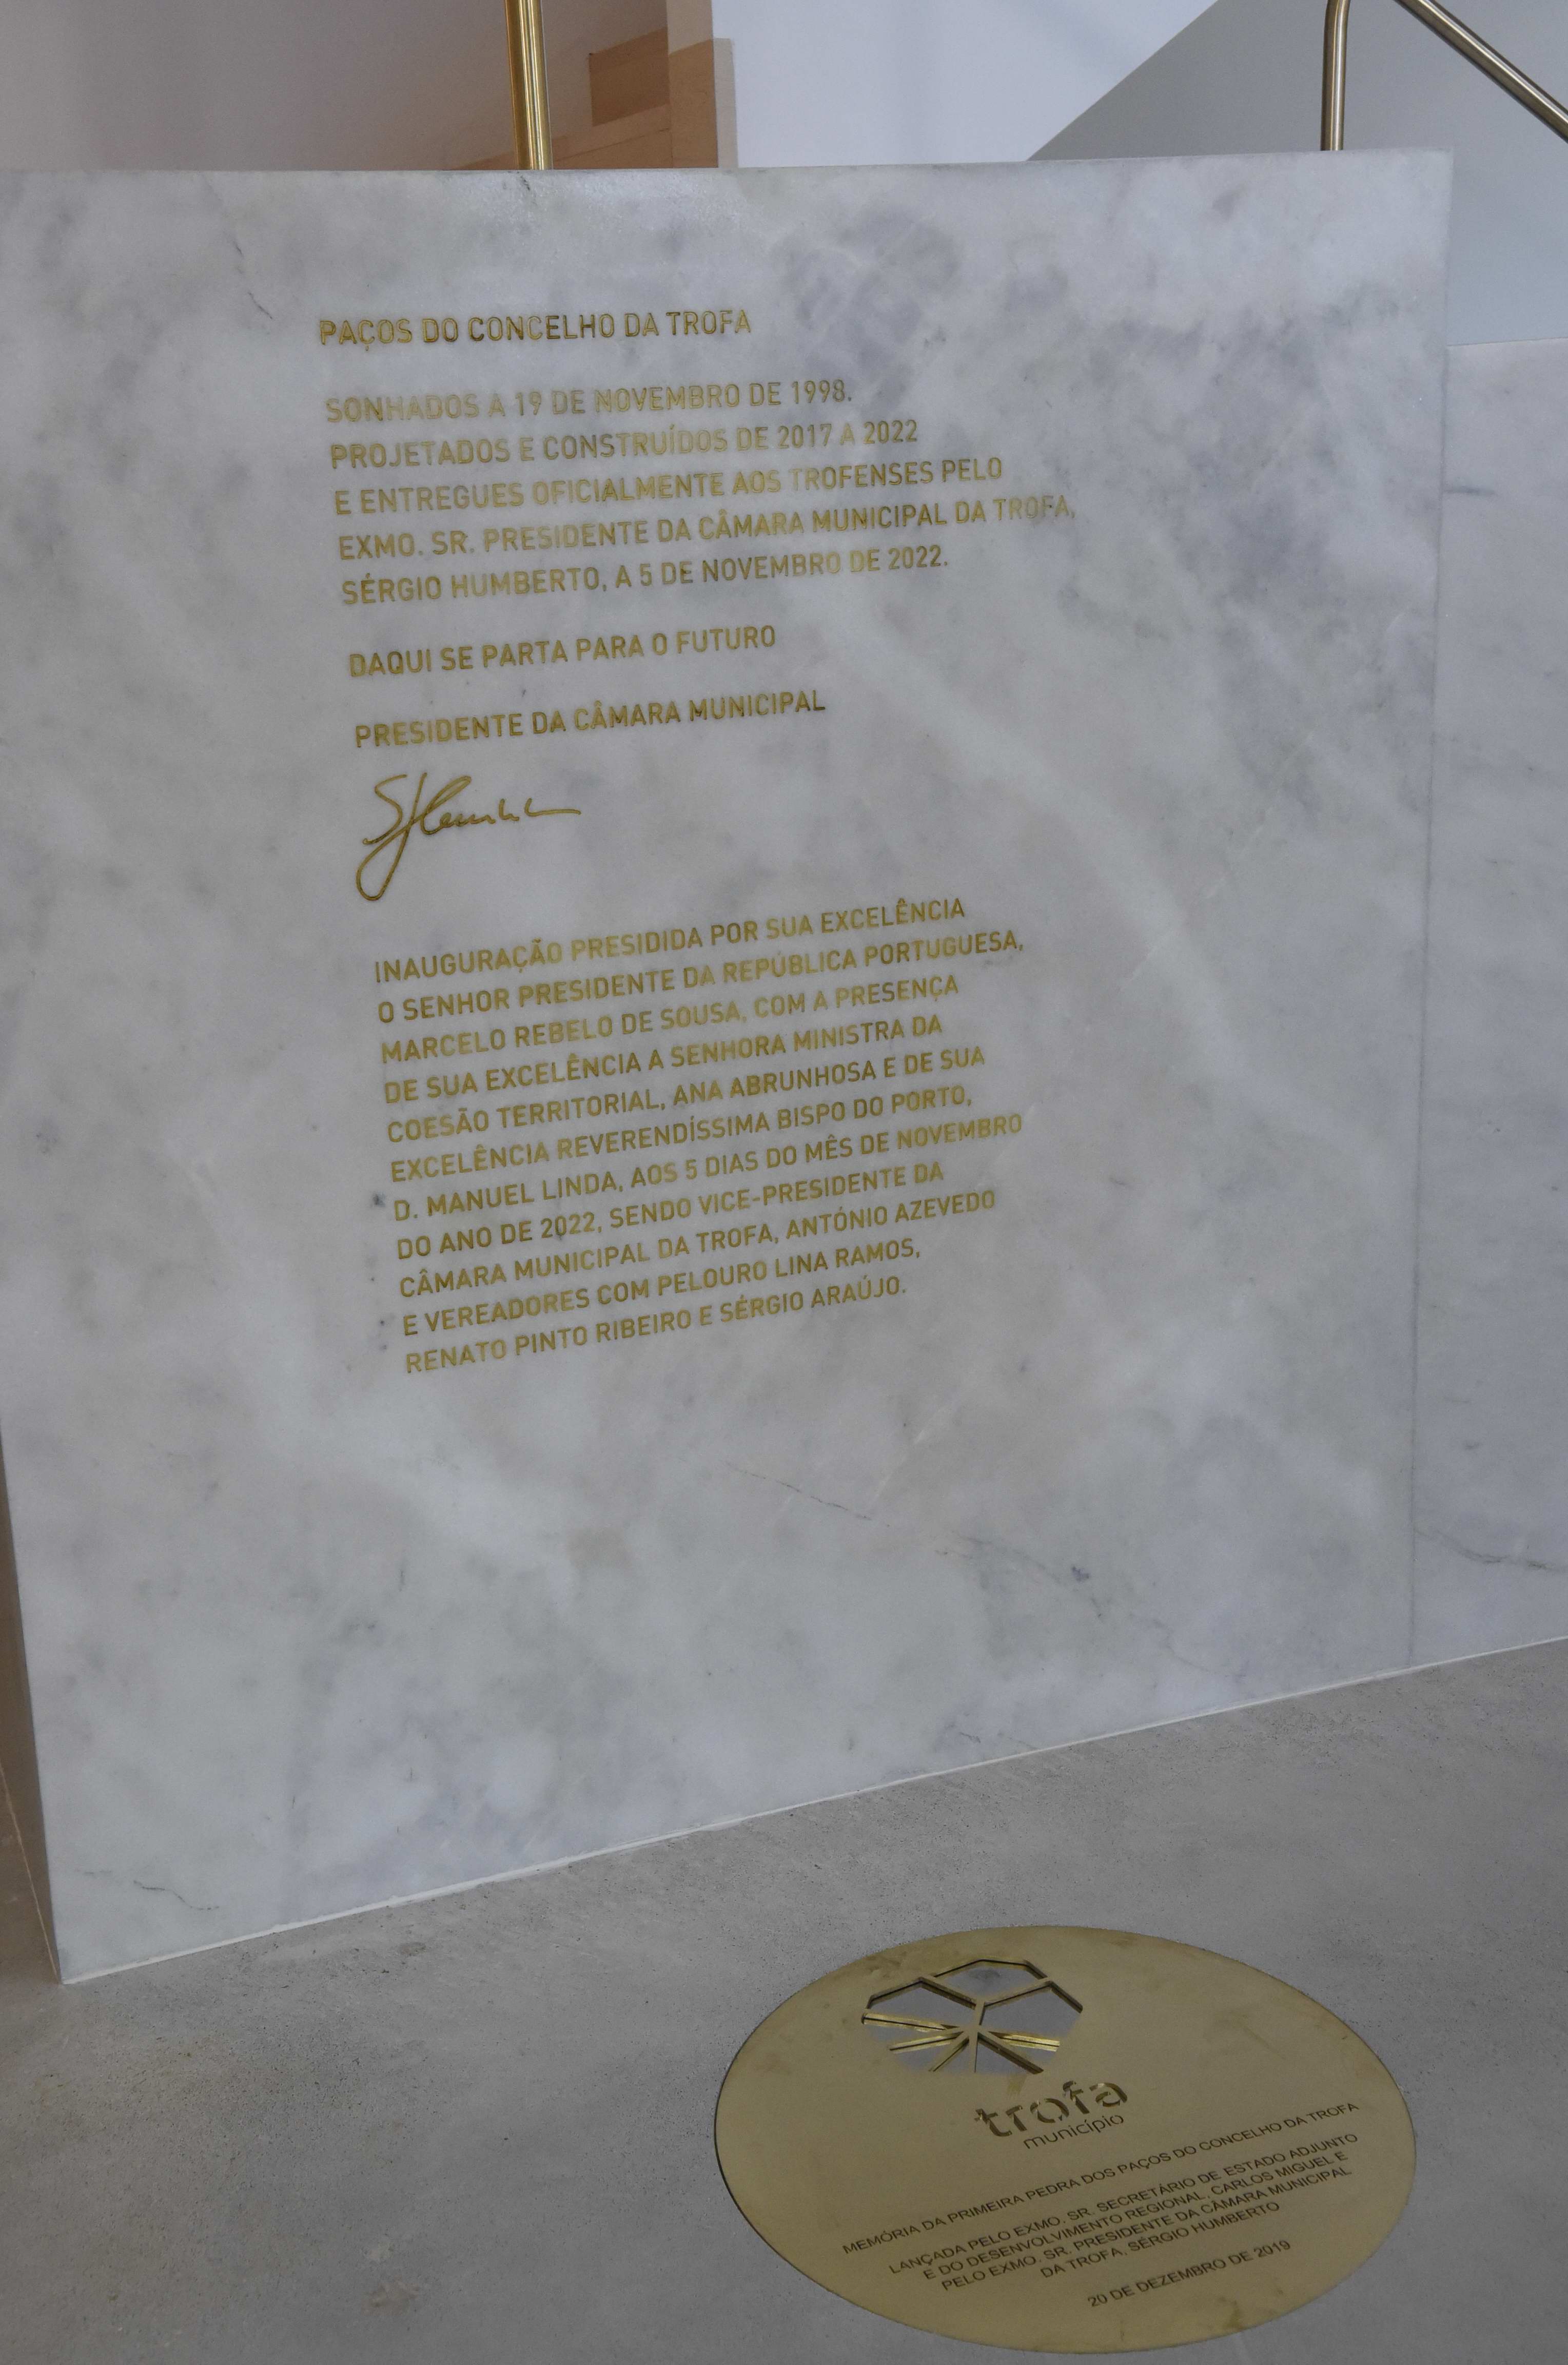 PAÇOS DO CONCELHO DA TROFA
SONHADOS A 19 DE NOVEMBRO DE 1998.
PROJETADOS E CONSTRUÍDOS DE 2017 A 2022
E ENTREGUES OFICIALMENTE AOS TROFENSES PELO
EXMO. SR. PRESIDENTE DA CÂMARA MUNICIPAL DA TROFA,
SÉRGIO HUMBERTO, A 5 DE NOVEMBRO DE 2022.
DAQUI SE PARTA PARA O FUTURO
PRESIDENTE DA CÂMARA MUNICIPAL
INAUGURAÇÃO PRESIDIDA POR SUA EXCELÊNCIA
O SENHOR PRESIDENTE DA REPÚBLICA PORTUGUESA,
MARCELO REBELO DE SOUSA, COM A PRESENÇA
DE SUA EXCELÊNCIA A SENHORA MINISTRA DA
COESÃO TERRITORIAL, ANA ABRUNHOSA E DE SUA
EXCELÊNCIA REVERENDÍSSIMA BISPO DO PORTO,
D. MANUEL LINDA, AOS 5 DIAS DO MÊS DE NOVEMBRO
DO ANO DE 2022, SENDO VICE-PRESIDENTE DA
CÂMARA MUNICIPAL DA TROFA, ANTÓNIO AZEVEDO
E VEREADORES COM PELOURO LINA RAMOS,
RENATO PINTO RIBEIRO E SÉRGIO ARAÚJO.
trofa
município
MEMÓRIA DA PRIMEIRA PEDRA DOS PAÇOS DO CONCELHO DA TROFA
LANÇADA PELO EXMO. SR. SECRETÁRIO DE ESTADO ADJUNTO
E DO DESENVOLVIMENTO REGIONAL, CARLOS MIGUEL E
PELO EXMO. SR. PRESIDENTE DA CÂMARA MUNICIPAL
DA TROFA, SÉRGIO HUMBERTO
20 DE DEZEMBRO DE 2019